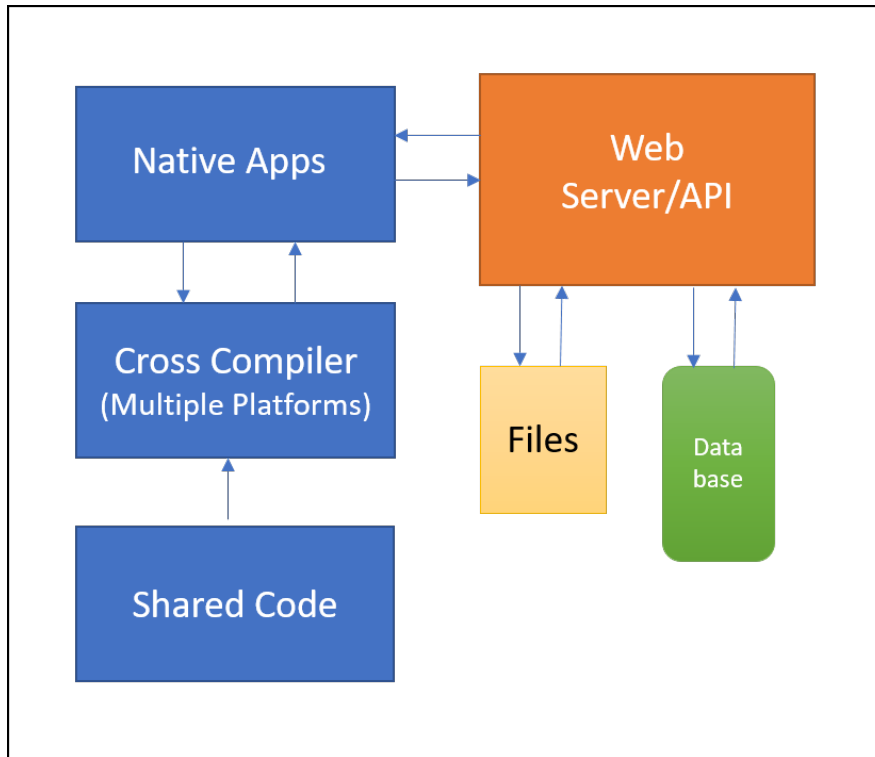 Native Apps
Web
Server/API
Cross Compiler
(Multiple Platforms)
Files
Data
base
Shared Code